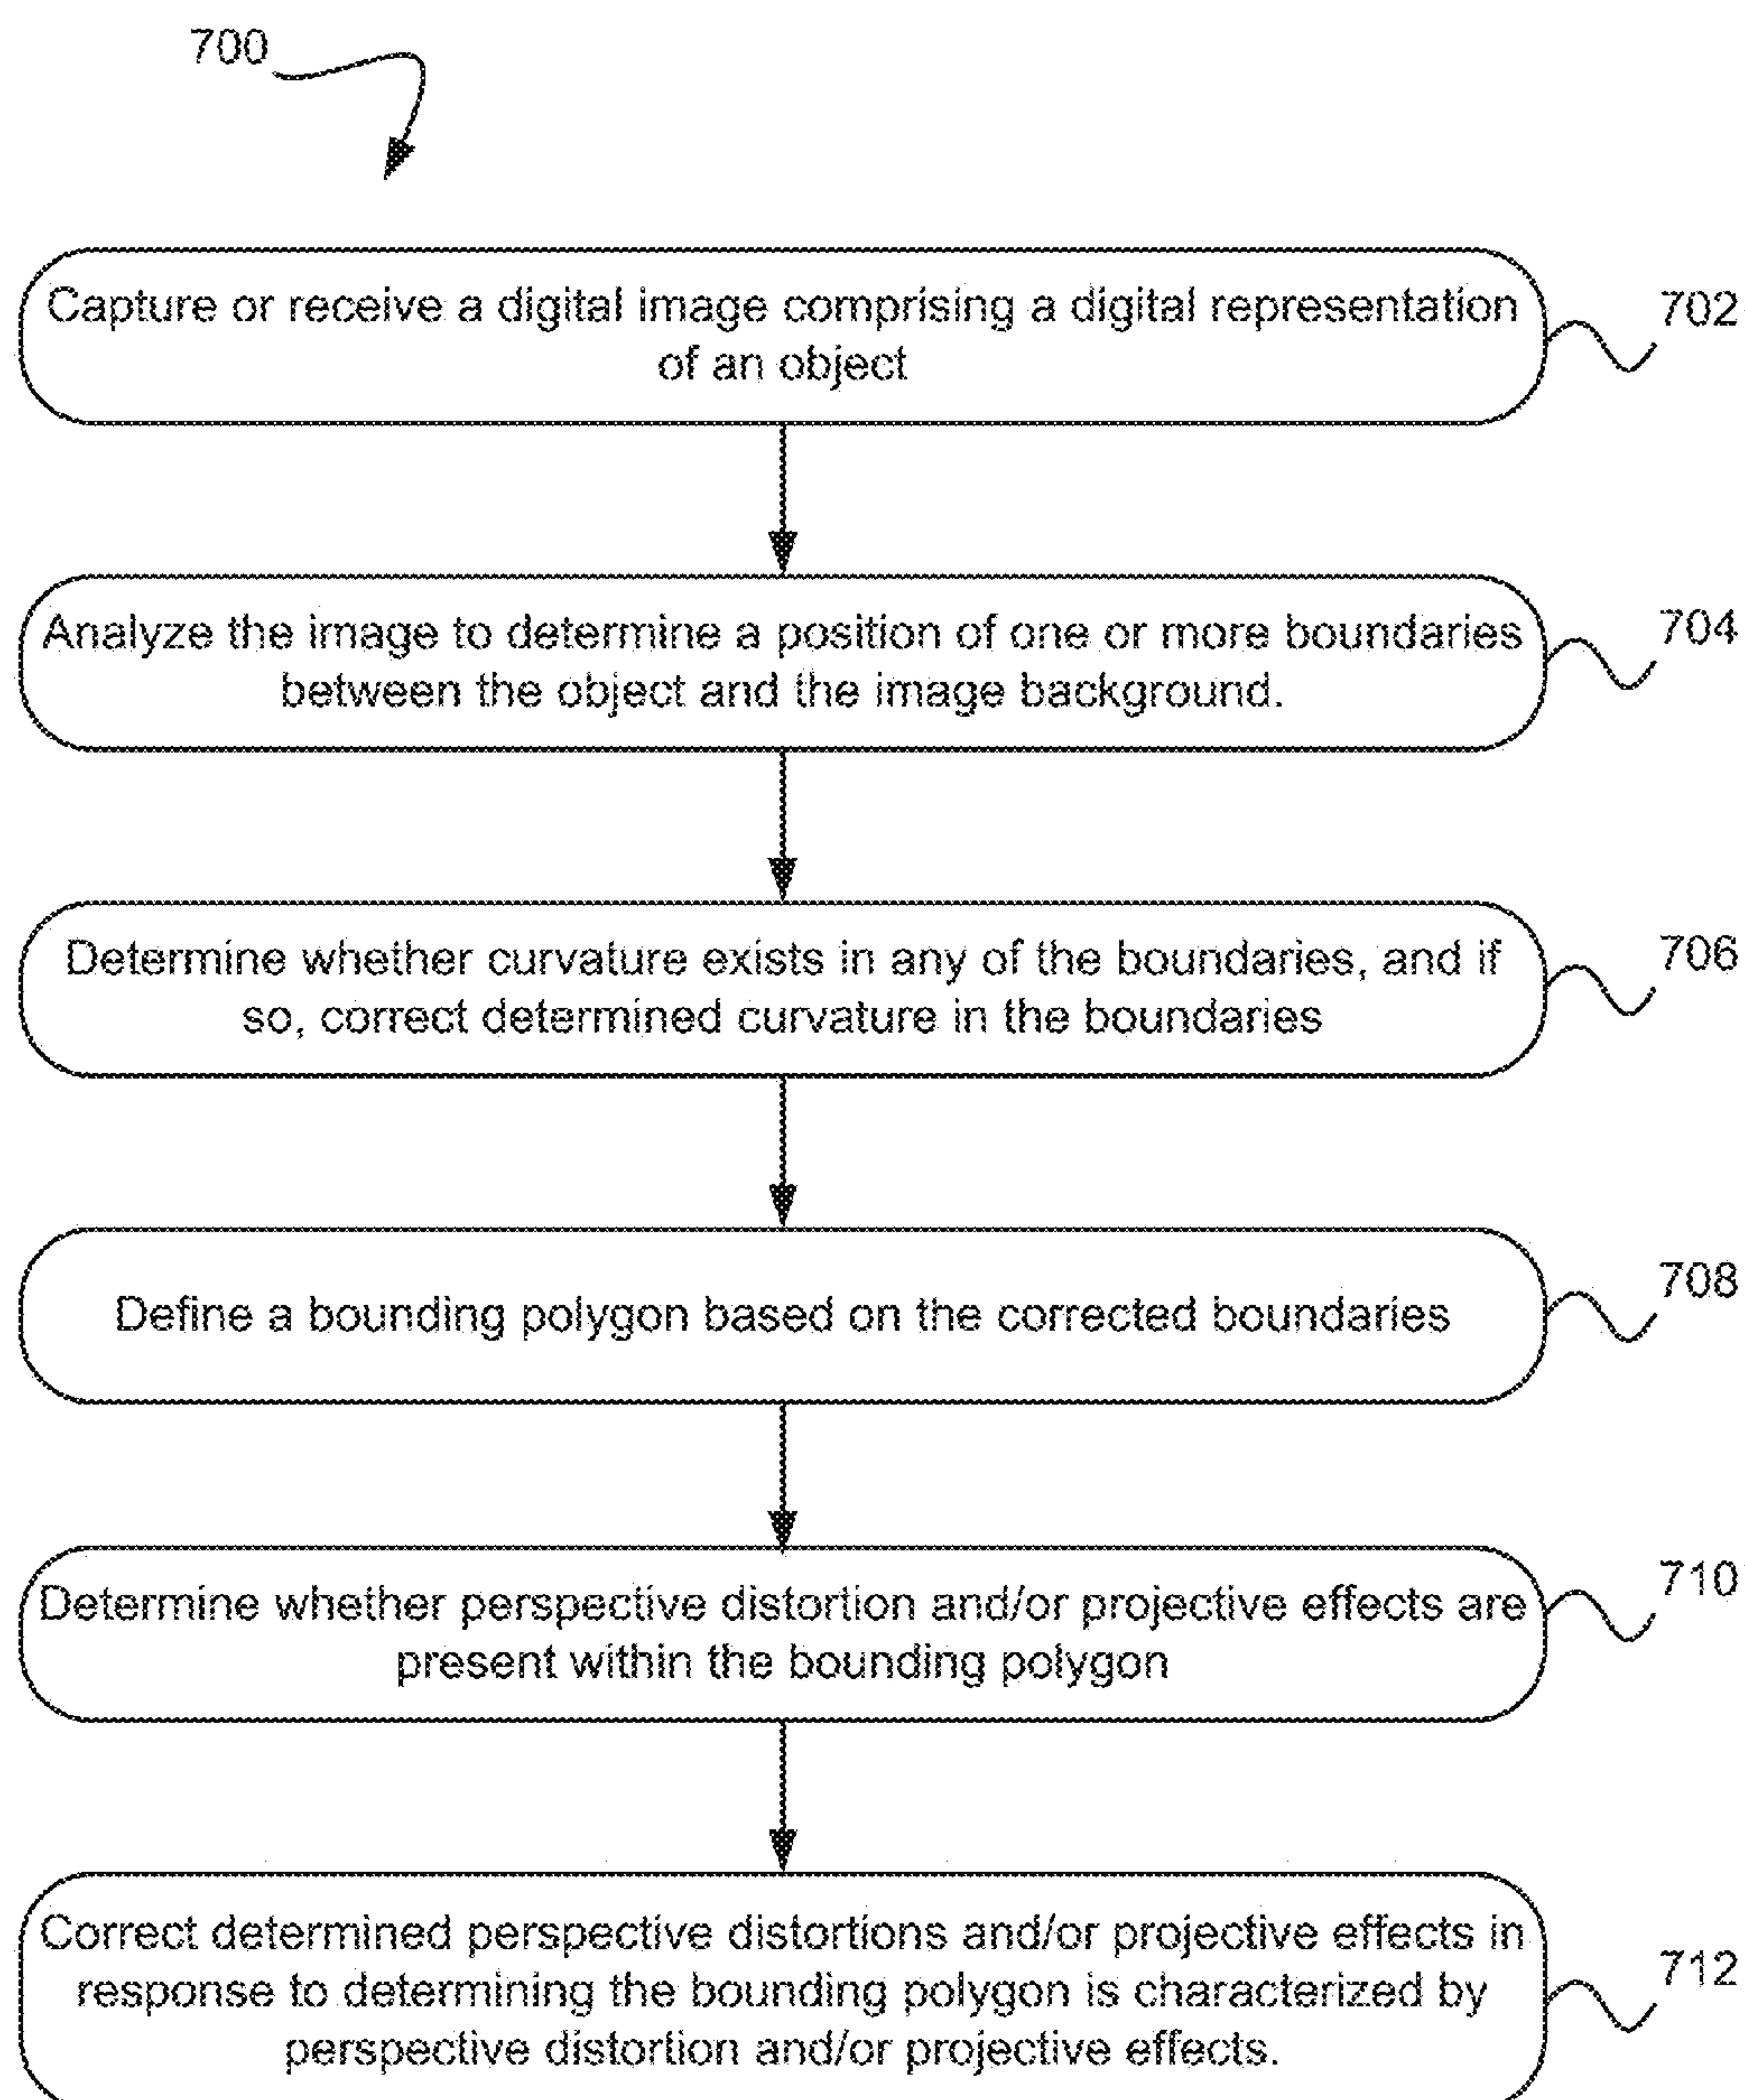 700
Capture or receive a digital image comprising a digital representation
of an object
702
Analyze the image to determine a position of one or more boundaries
between the object and the image background.
704
Determine whether curvature exists in any of the boundaries, and if
so, correct determined curvature in the boundaries
706
Define a bounding polygon based on the corrected boundaries
708
Determine whether perspective distortion and/or projective effects are
present within the bounding polygon
710
Correct determined perspective distortions and/or projective effects in
response to determining the bounding polygon is characterized by
perspective distortion and/or projective effects.
712